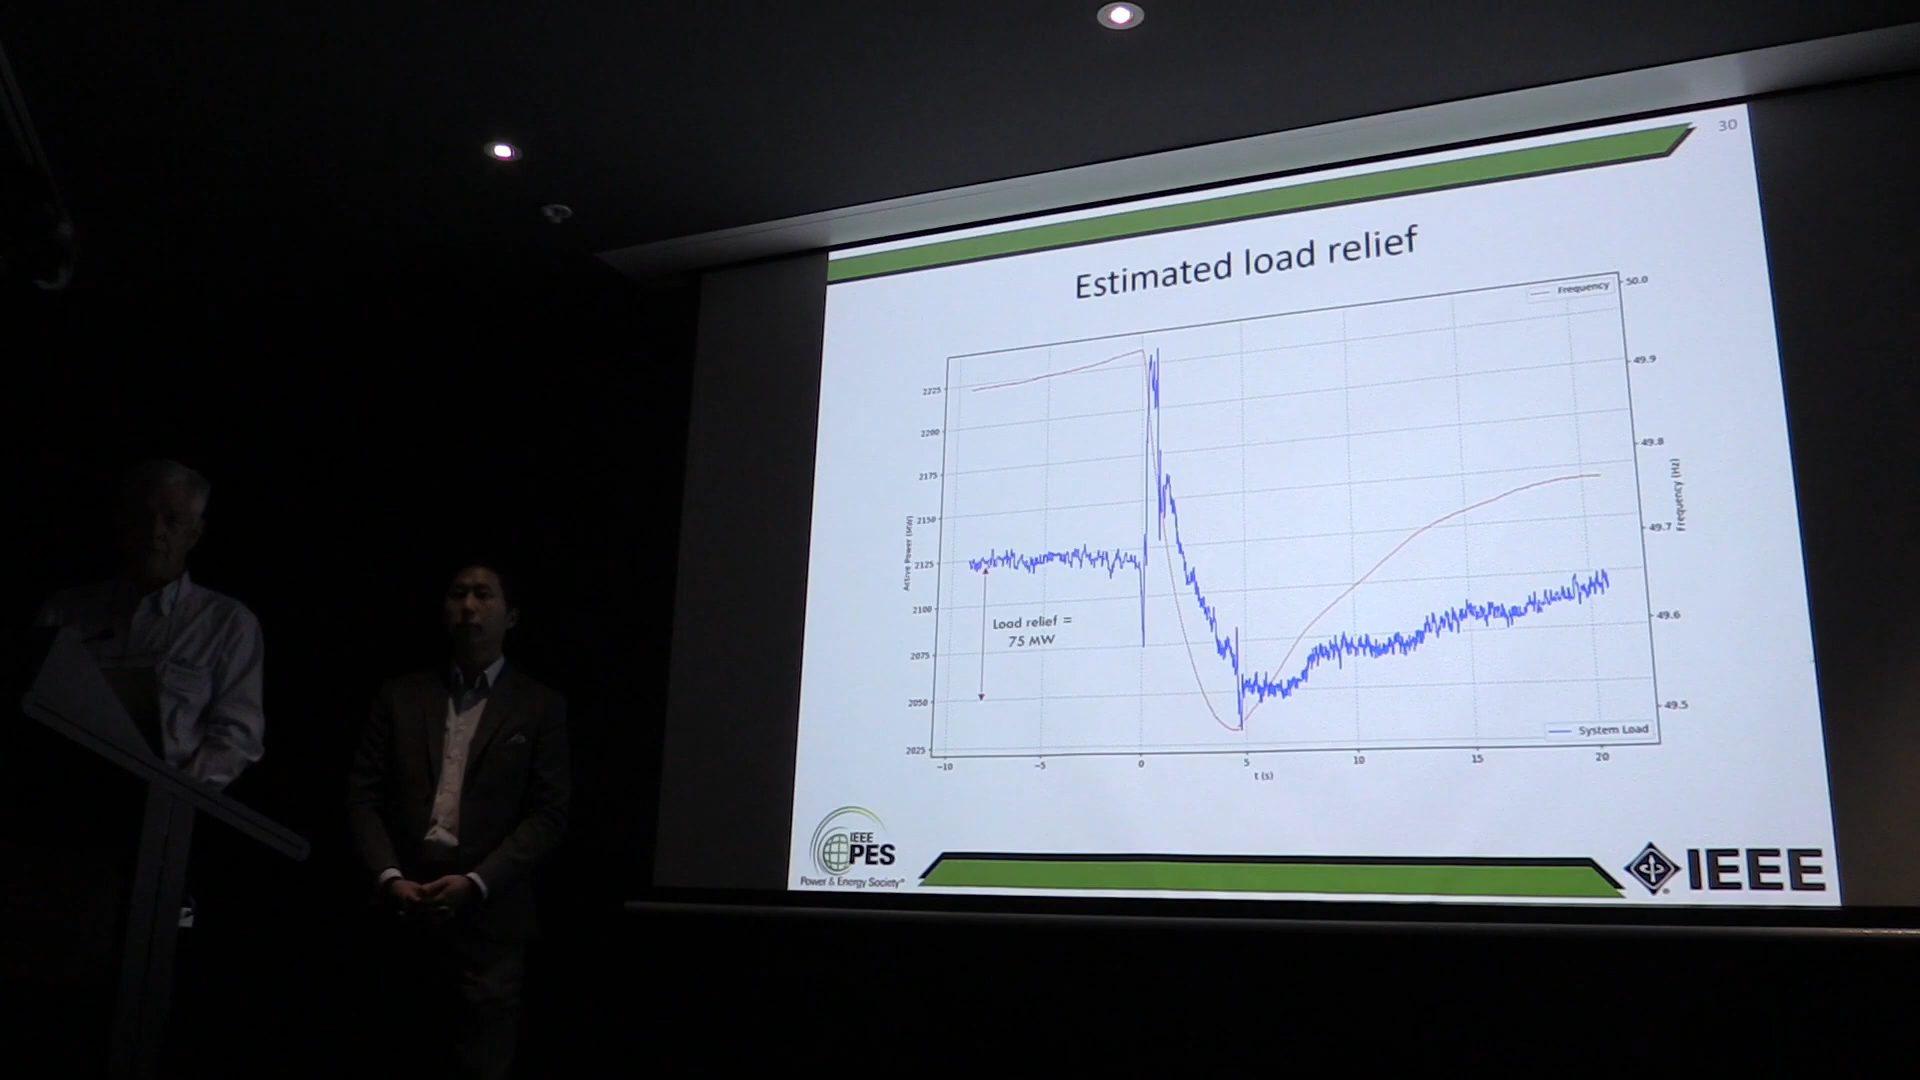 30
Estimated load relief
Frequency
50.0
49.9
49.8
49.7
49.6
49.5
Frequency (Hz)
2225
2200
2175
2150
2125
2100
2075
2050
2025
Active Power (MW)
Load relief =
75 MW
System Load
-10
-5
0
5
10
15
20
t (s)
IEEE
PES
Power & Energy Society®
IEEE